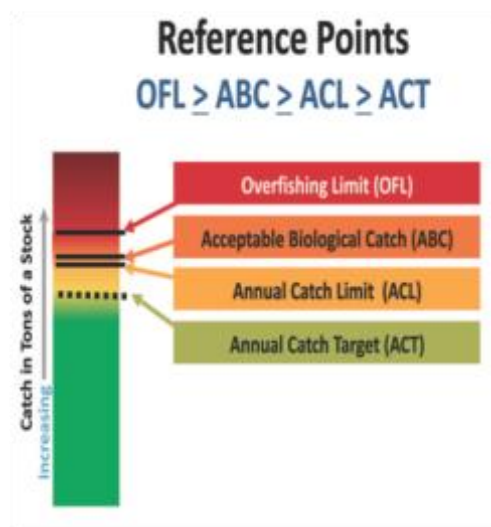 Reference Points
OFL ≥ ABC ≥ ACL ≥ ACT
Overfishing Limit (OFL)
Acceptable Biological Catch (ABC)
Annual Catch Limit (ACL)
Annual Catch Target (ACT)
Catch in Tons of a Stock
Increasing